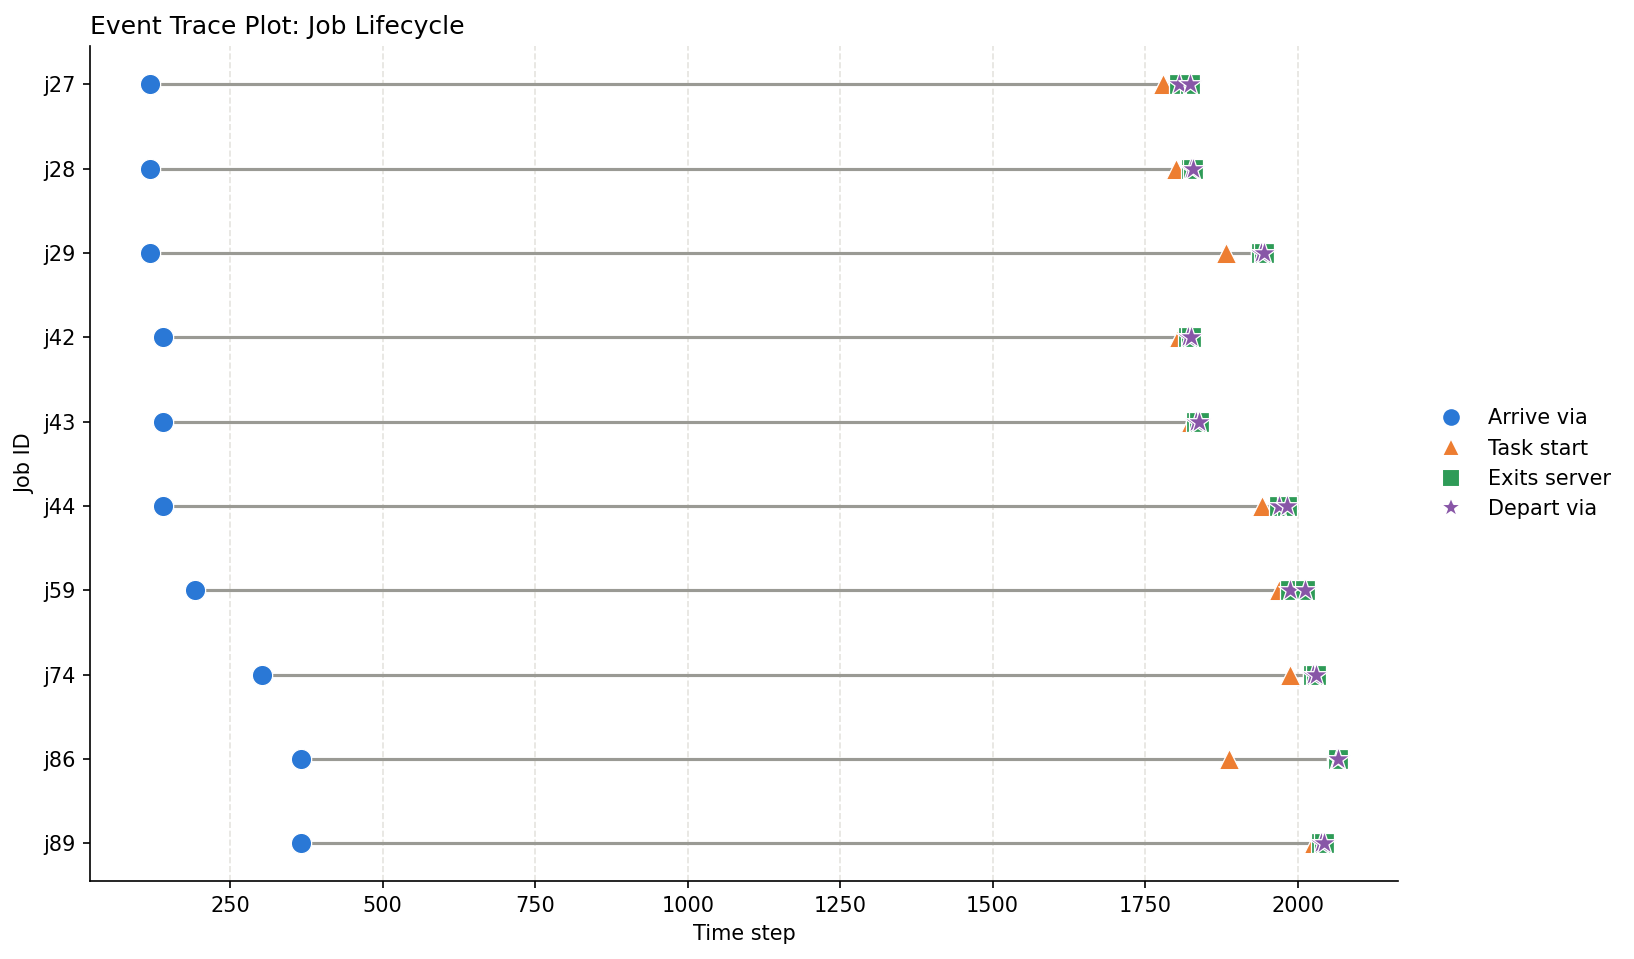 Event Trace Plot: Job Lifecycle
j27
j28
j29
j42
j43
j44
j59
j74
j86
j89
Job ID
250 500 750 1000 1250 1500 1750 2000
Time step
Arrive via
Task start
Exits server
Depart via